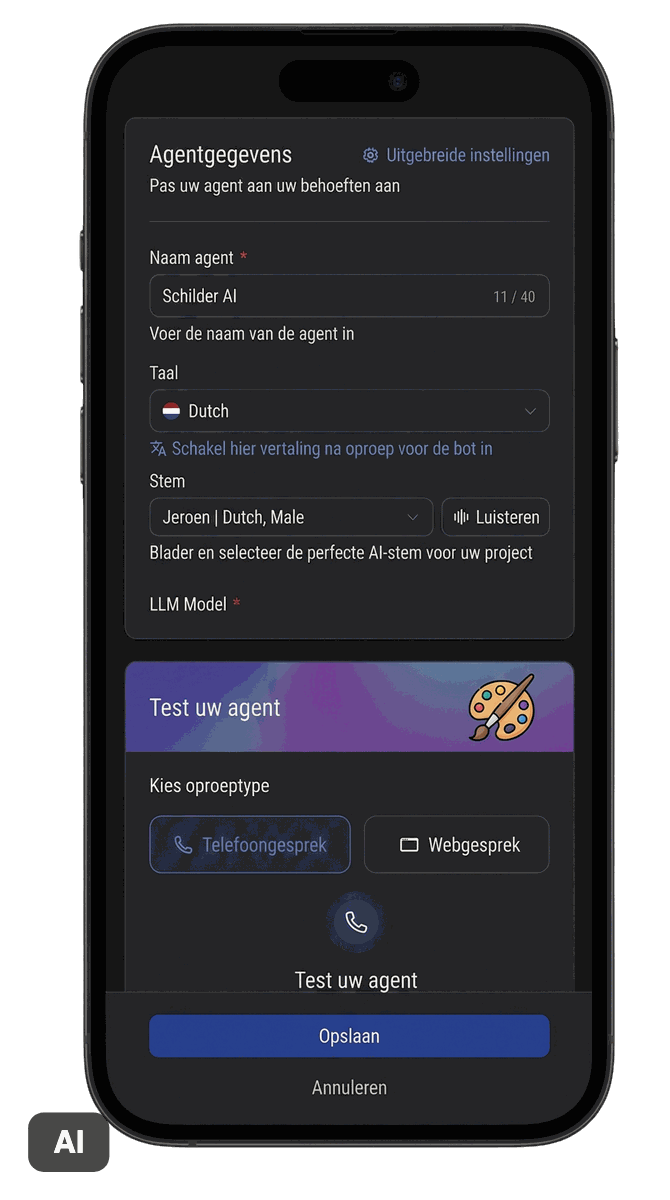 Agentgegevens
Uitgebreide instellingen
Pas uw agent aan uw behoeften aan
Naam agent *
Schilder AI
11 / 40
Voer de naam van de agent in
Taal
Dutch
Schakel hier vertaling na oproep voor de bot in
Stem
Jeroen | Dutch, Male
Luisteren
Blader en selecteer de perfecte AI-stem voor uw project
LLM Model *
Test uw agent
Kies oproeptype
Telefoongesprek
Webgesprek
Test uw agent
Opslaan
Annuleren
AI